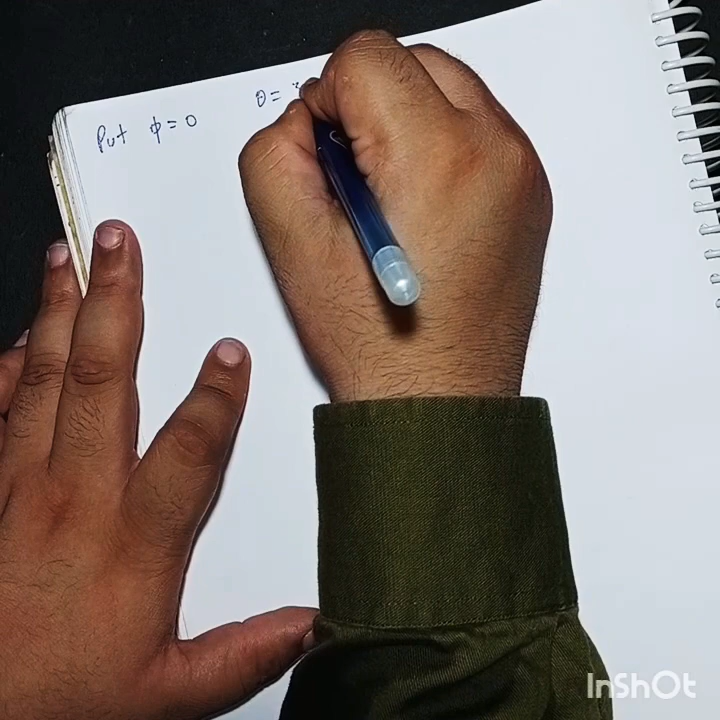 Put φ = 0 θ =
InShOt